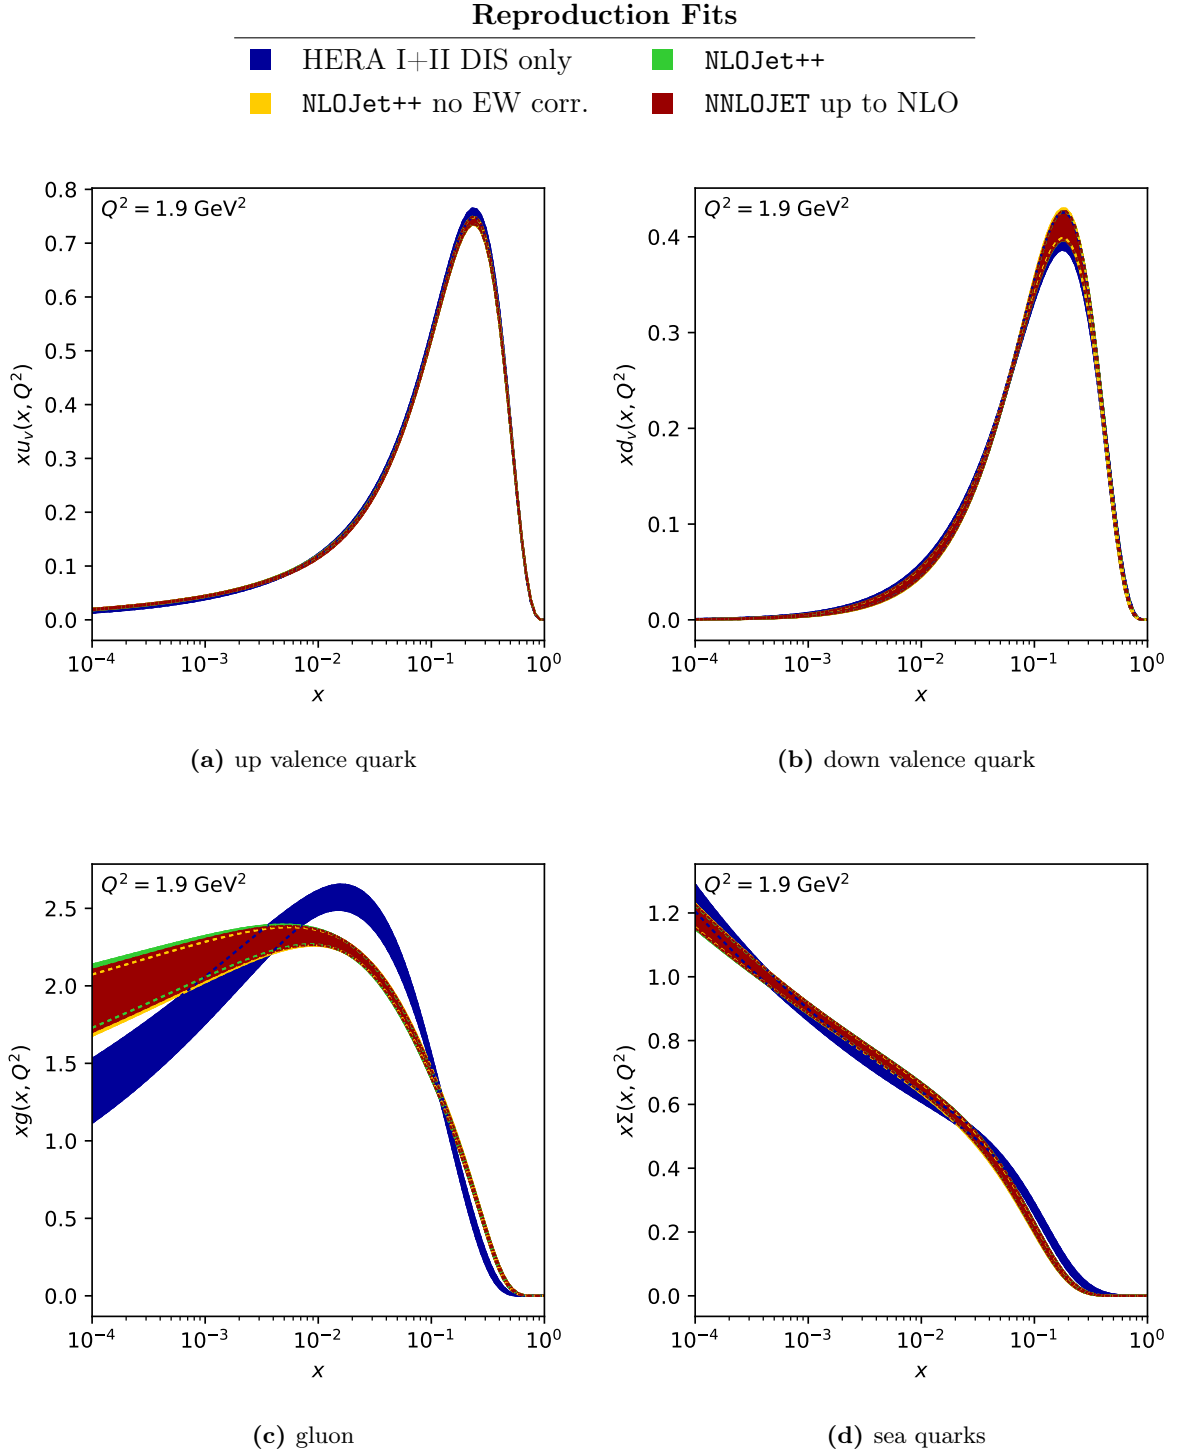 Reproduction Fits
HERA I+II DIS only
NLOJet++
NLOJet++ no EW corr.
NNLOJET up to NLO
Q² = 1.9 GeV²
xu_v(x, Q²)
0.8
0.7
0.6
0.5
0.4
0.3
0.2
0.1
0.0
10⁻⁴ 10⁻³ 10⁻² 10⁻¹ 10⁰
x
(a) up valence quark
Q² = 1.9 GeV²
xd_v(x, Q²)
0.4
0.3
0.2
0.1
0.0
10⁻⁴ 10⁻³ 10⁻² 10⁻¹ 10⁰
x
(b) down valence quark
Q² = 1.9 GeV²
xg(x, Q²)
2.5
2.0
1.5
1.0
0.5
0.0
10⁻⁴ 10⁻³ 10⁻² 10⁻¹ 10⁰
x
(c) gluon
Q² = 1.9 GeV²
xΣ(x, Q²)
1.2
1.0
0.8
0.6
0.4
0.2
0.0
10⁻⁴ 10⁻³ 10⁻² 10⁻¹ 10⁰
x
(d) sea quarks